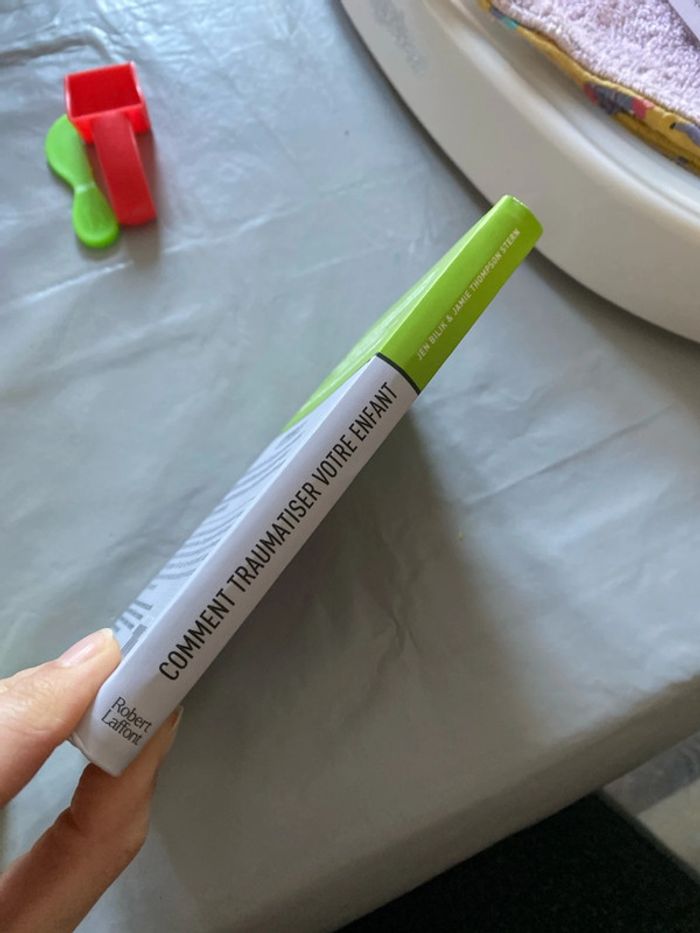 JEN BILIK & JAMIE THOMPSON STERN
COMMENT TRAUMATISER VOTRE ENFANT
Robert
Laffont